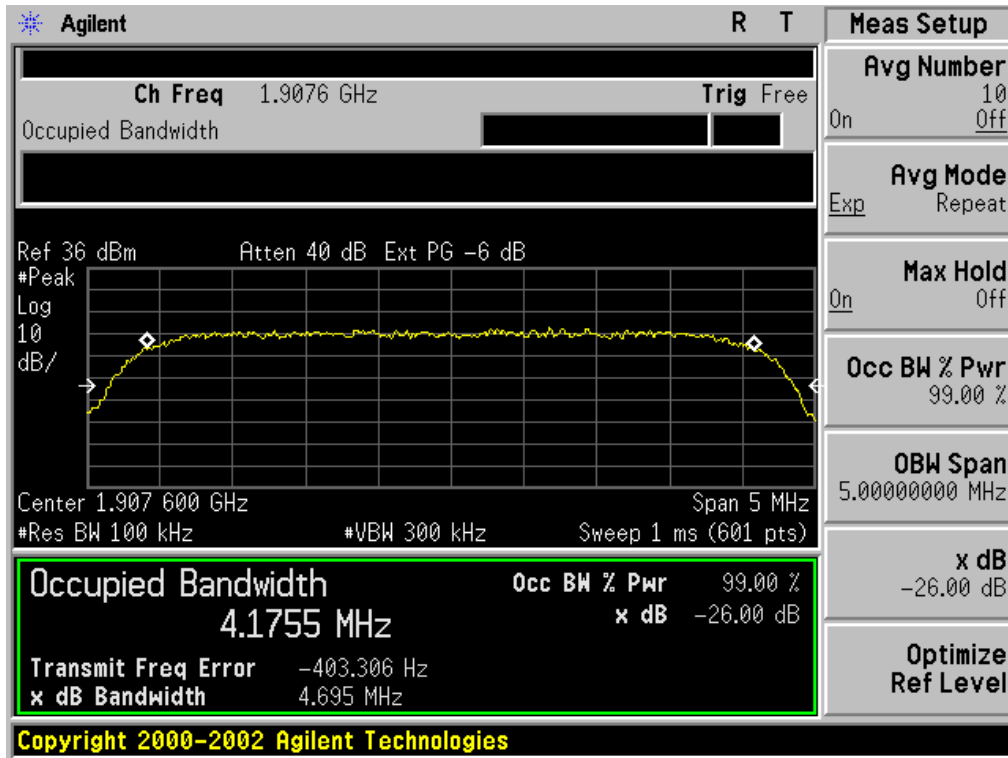 Agilent R T
Ch Freq 1.9076 GHz Trig Free
Occupied Bandwidth
Ref 36 dBm Atten 40 dB Ext PG -6 dB
#Peak
Log
10
dB/
Center 1.907 600 GHz Span 5 MHz
#Res BW 100 kHz #VBW 300 kHz Sweep 1 ms (601 pts)
Occupied Bandwidth
4.1755 MHz
Occ BW % Pwr 99.00 %
x dB -26.00 dB
Transmit Freq Error -403.306 Hz
x dB Bandwidth 4.695 MHz
Copyright 2000-2002 Agilent Technologies
Meas Setup
Avg Number
10
On Off
Avg Mode
Exp Repeat
Max Hold
On Off
Occ BW % Pwr
99.00 %
OBW Span
5.00000000 MHz
x dB
-26.00 dB
Optimize
Ref Level